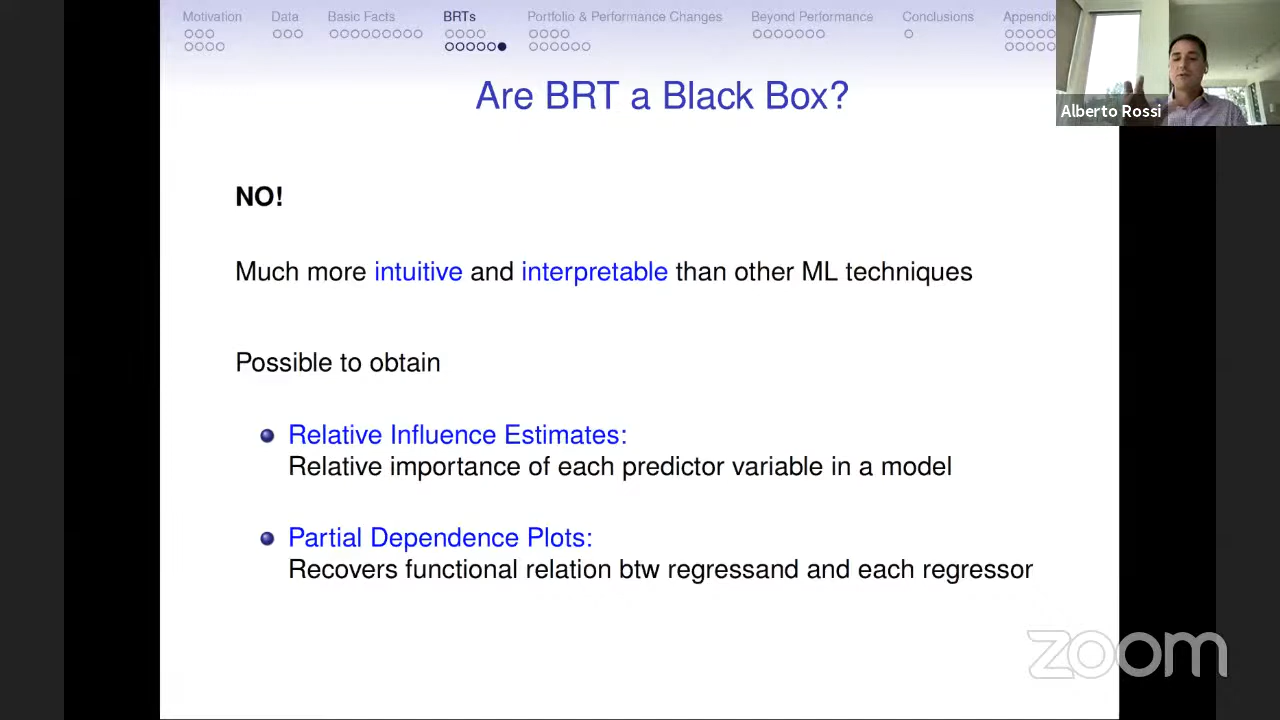 Motivation Data Basic Facts BRTs Portfolio & Performance Changes Beyond Performance Conclusions Appendix
Are BRT a Black Box?
Alberto Rossi
NO!
Much more intuitive and interpretable than other ML techniques
Possible to obtain
Relative Influence Estimates:
Relative importance of each predictor variable in a model
Partial Dependence Plots:
Recovers functional relation btw regressand and each regressor
zoom